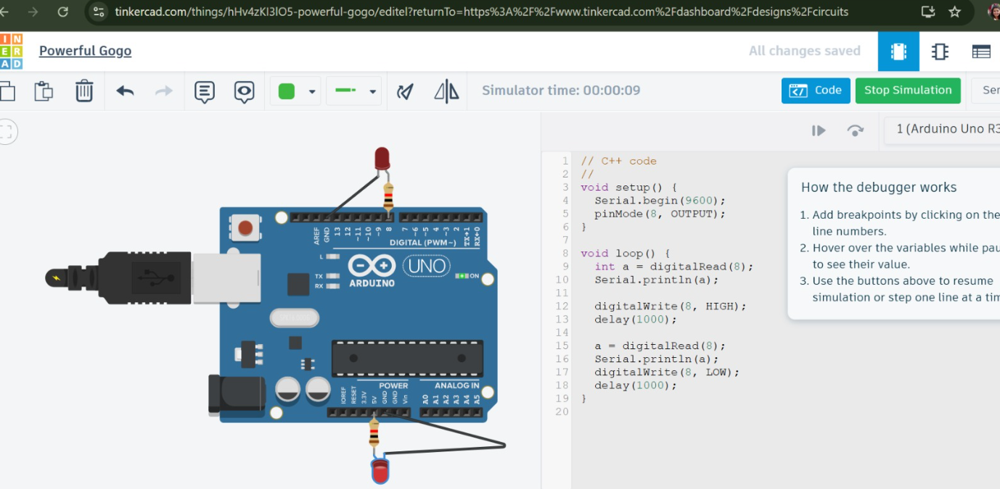 tinkercad.com/things/hHv4zKI3lO5-powerful-gogo/editel?returnTo=https%3A%2F%2Fwww.tinkercad.com%2Fdashboard%2Fdesigns%2Fcircuits
I N
E R
A D
Powerful Gogo
All changes saved
Simulator time: 00:00:09
Code
Stop Simulation
Ser
1 (Arduino Uno R3
1 // C++ code
2 //
3 void setup() {
4 Serial.begin(9600);
5 pinMode(8, OUTPUT);
6 }
7
8 void loop() {
9 int a = digitalRead(8);
10 Serial.println(a);
11
12 digitalWrite(8, HIGH);
13 delay(1000);
14
15 a = digitalRead(8);
16 Serial.println(a);
17 digitalWrite(8, LOW);
18 delay(1000);
19 }
20
How the debugger works
1. Add breakpoints by clicking on the
line numbers.
2. Hover over the variables while pau
to see their value.
3. Use the buttons above to resume
simulation or step one line at a tim
AREF GND 13 12 ~11 ~10 ~9 8 7 ~6 ~5 4 ~3 2 TX→1 RX←0
DIGITAL (PWM~)
L
TX
RX
ARDUINO
UNO
ON
POWER
ANALOG IN
IOREF RESET 3.3V 5V GND GND Vin A0 A1 A2 A3 A4 A5